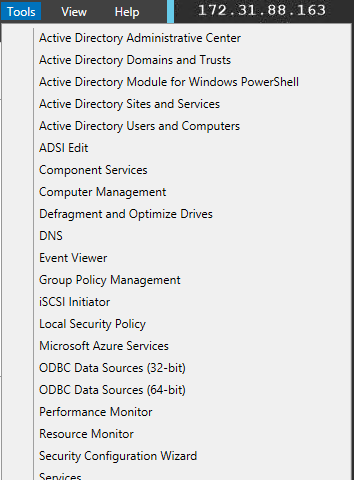 Tools View Help 172.31.88.163
Active Directory Administrative Center
Active Directory Domains and Trusts
Active Directory Module for Windows PowerShell
Active Directory Sites and Services
Active Directory Users and Computers
ADSI Edit
Component Services
Computer Management
Defragment and Optimize Drives
DNS
Event Viewer
Group Policy Management
iSCSI Initiator
Local Security Policy
Microsoft Azure Services
ODBC Data Sources (32-bit)
ODBC Data Sources (64-bit)
Performance Monitor
Resource Monitor
Security Configuration Wizard
Services